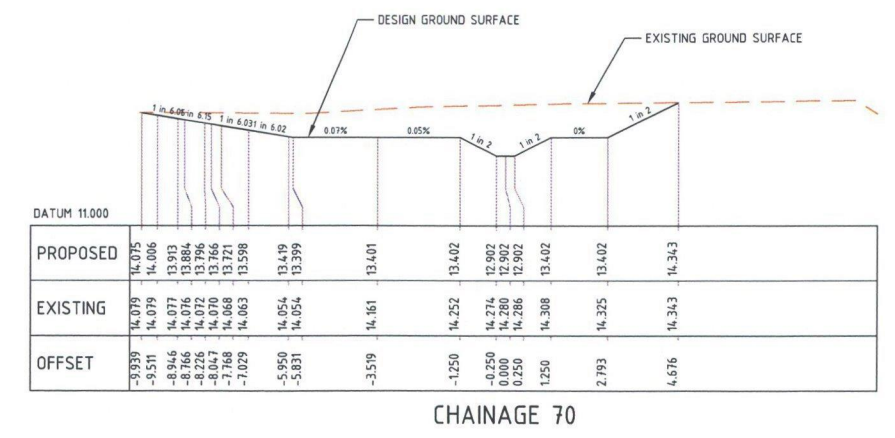 DESIGN GROUND SURFACE
EXISTING GROUND SURFACE
1 in 6.06 in 6.15 1 in 6.031 in 6.02 0.07% 0.05% 1 in 2 1 in 2 0% 1 in 2
DATUM 11.000
PROPOSED 14.075 14.006 13.913 13.884 13.796 13.766 13.721 13.598 13.419 13.399 13.401 13.402 12.902 12.902 12.902 13.402 13.402 14.343
EXISTING 14.079 14.079 14.077 14.076 14.072 14.070 14.068 14.063 14.054 14.054 14.161 14.252 14.274 14.280 14.286 14.308 14.325 14.343
OFFSET -9.939 -9.511 -8.946 -8.766 -8.226 -8.047 -7.768 -7.029 -5.950 -5.831 -3.519 -1.250 -0.250 0.000 0.250 1.250 2.793 4.676
CHAINAGE 70